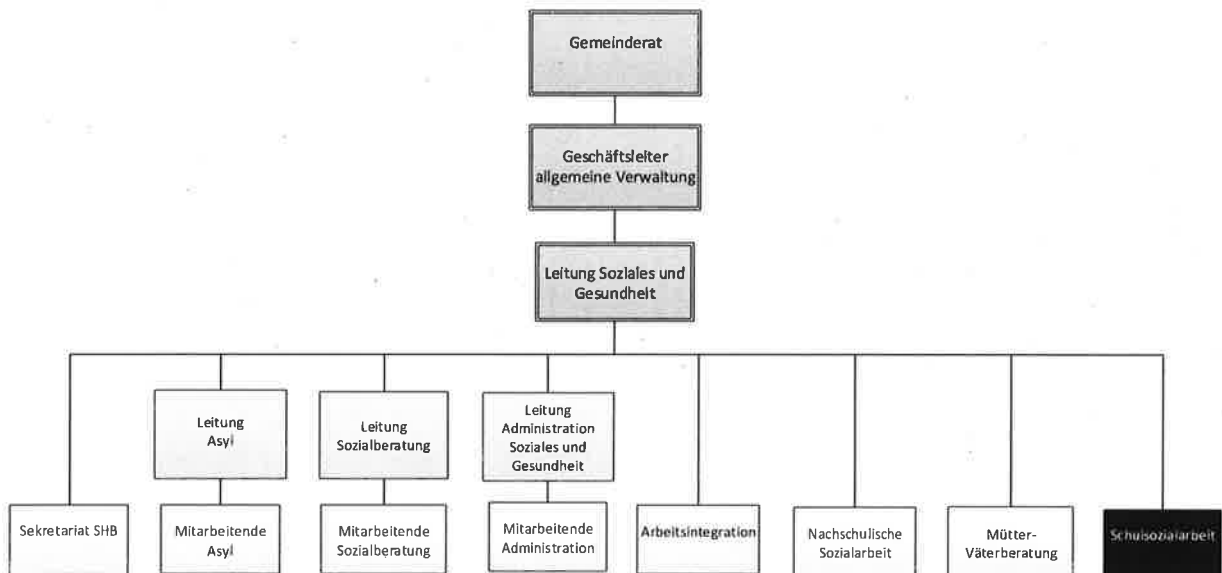 Gemeinderat
Geschäftsleiter
allgemeine Verwaltung
Leitung Soziales und
Gesundheit
Leitung
Asyl
Leitung
Sozialberatung
Leitung
Administration
Soziales und
Gesundheit
Sekretariat SHB
Mitarbeitende
Asyl
Mitarbeitende
Sozialberatung
Mitarbeitende
Administration
Arbeitsintegration
Nachschulische
Sozialarbeit
Mütter-
Väterberatung
Schulsozialarbeit